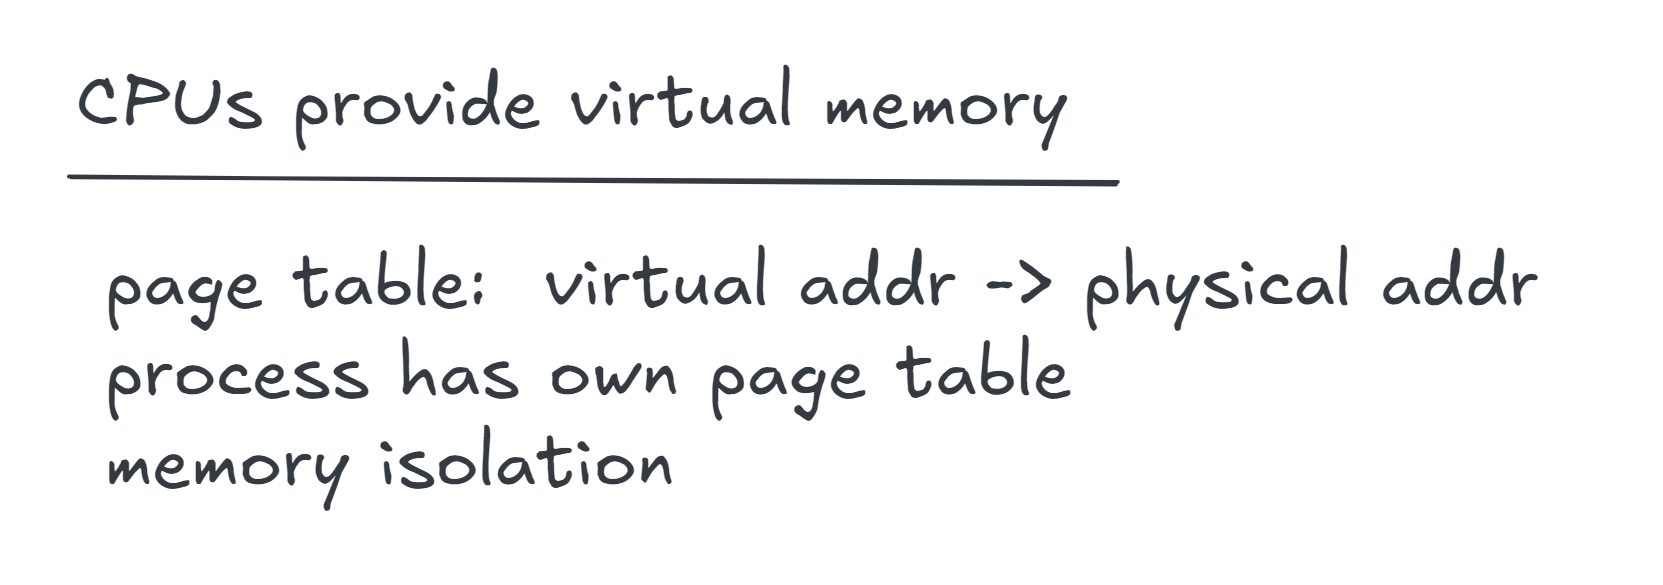 CPUs provide virtual memory
page table: virtual addr -> physical addr
process has own page table
memory isolation